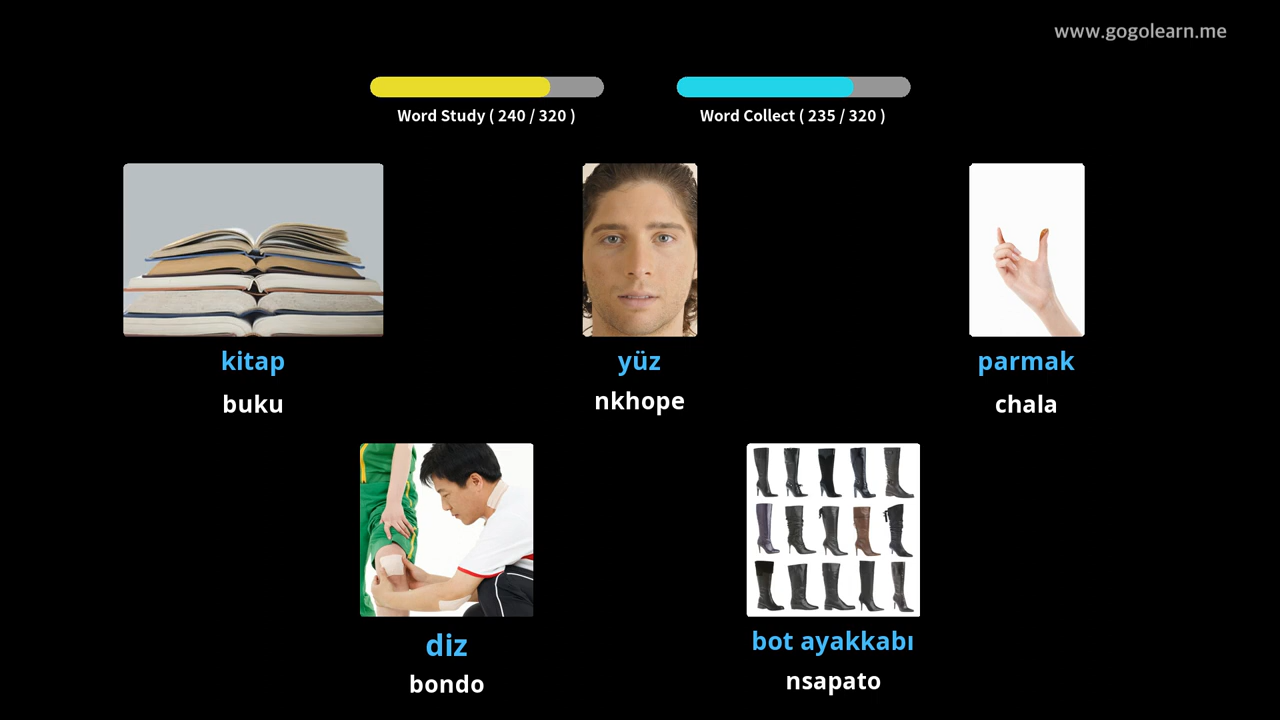 www.gogolearn.me
Word Study ( 240 / 320 )
Word Collect ( 235 / 320 )
kitap
buku
yüz
nkhope
parmak
chala
diz
bondo
bot ayakkabı
nsapato